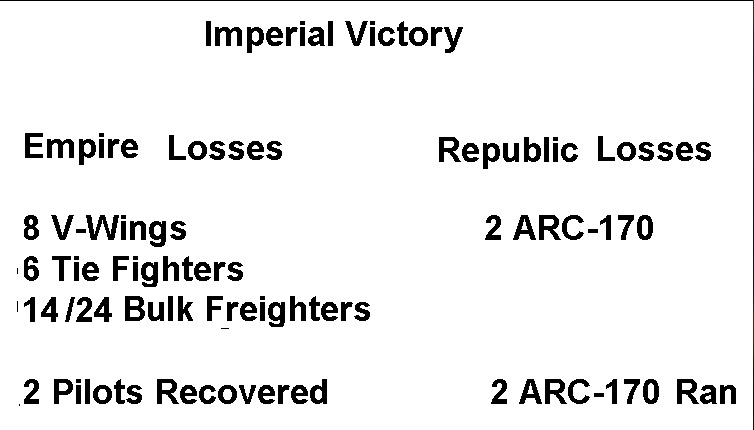 Imperial Victory
Empire Losses Republic Losses
8 V-Wings 2 ARC-170
6 Tie Fighters
14/24 Bulk Freighters
2 Pilots Recovered 2 ARC-170 Ran